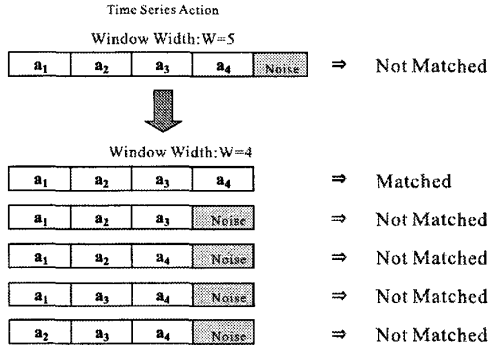 Time Series Action
Window Width:W=5
a1 a2 a3 a4 Noise ⇒ Not Matched
Window Width:W=4
a1 a2 a3 a4 ⇒ Matched
a1 a2 a3 Noise ⇒ Not Matched
a1 a2 a4 Noise ⇒ Not Matched
a1 a3 a4 Noise ⇒ Not Matched
a2 a3 a4 Noise ⇒ Not Matched